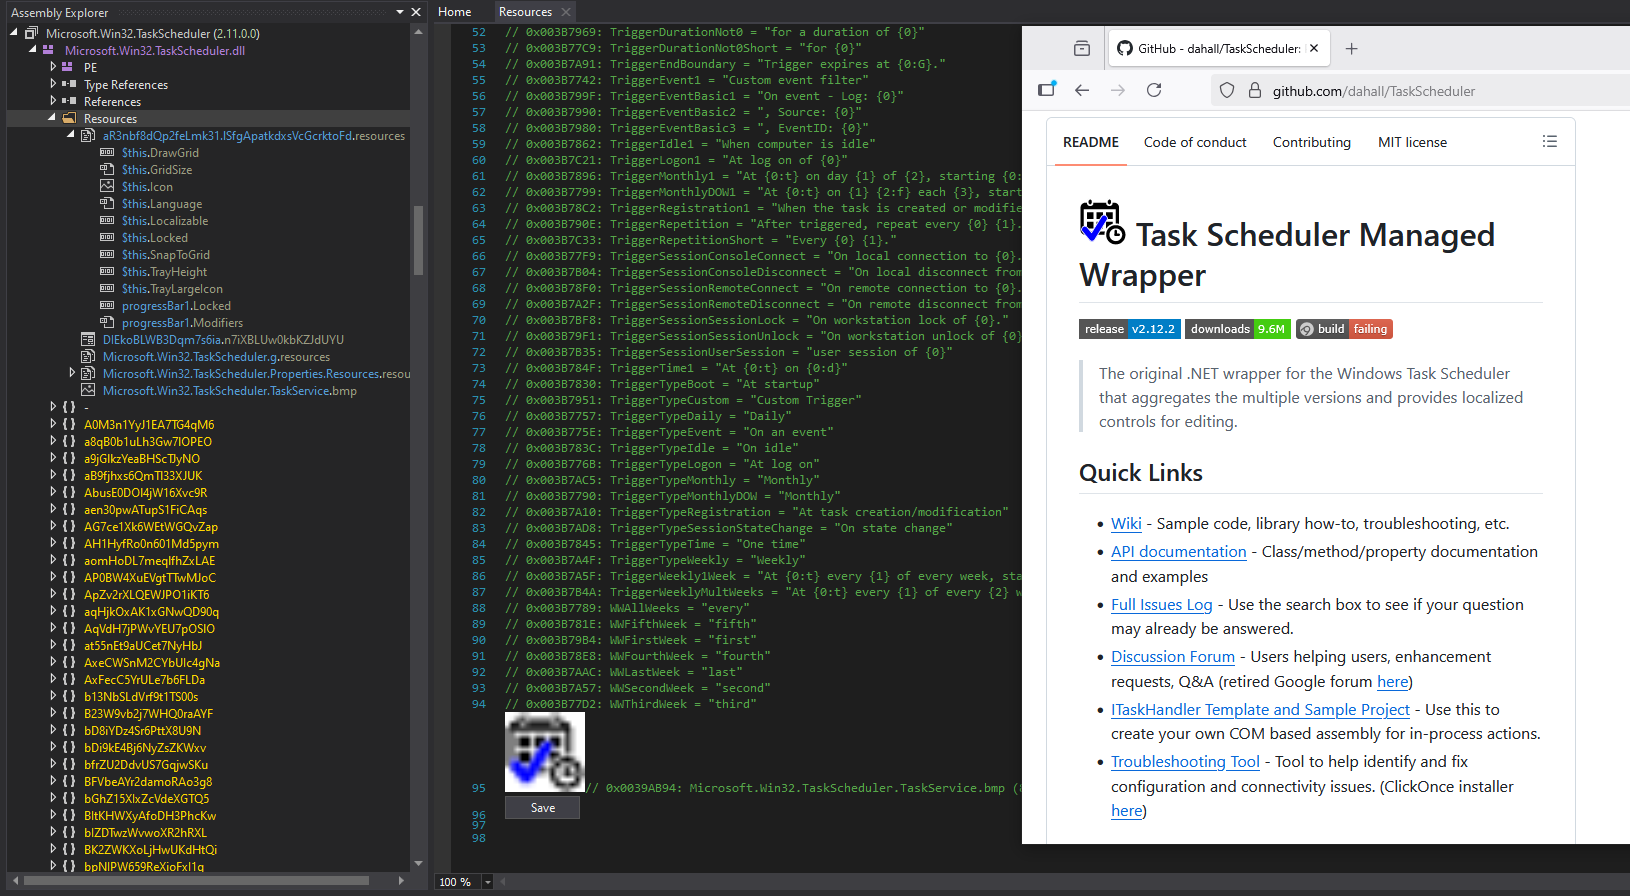 Assembly Explorer
Microsoft.Win32.TaskScheduler (2.11.0.0)
Microsoft.Win32.TaskScheduler.dll
PE
Type References
References
Resources
aR3nbf8dQp2feLmk31.lSfgApatkdxsVcGcrktoFd.resources
$this.DrawGrid
$this.GridSize
$this.Icon
$this.Language
$this.Localizable
$this.Locked
$this.SnapToGrid
$this.TrayHeight
$this.TrayLargeIcon
progressBar1.Locked
progressBar1.Modifiers
DIEkoBLWB3Dqm7s6ia.n7iXBLUw0kbKZJdUYU
Microsoft.Win32.TaskScheduler.g.resources
Microsoft.Win32.TaskScheduler.Properties.Resources.resou
Microsoft.Win32.TaskScheduler.TaskService.bmp
-
A0M3n1YyJ1EA7TG4qM6
a8qB0b1uLh3Gw7IOPEO
a9jGIkzYeaBHScTJyNO
aB9fjhxs6QmTI33XJUK
AbusE0DOI4jW16Xvc9R
aen30pwATupS1FiCAqs
AG7ce1Xk6WEtWGQvZap
AH1HyfRo0n601Md5pym
aomHoDL7meqIfhZxLAE
AP0BW4XuEVgtTTwMJoC
ApZv2rXLQEWJPO1iKT6
aqHjkOxAK1xGNwQD90q
AqVdH7jPWvYEU7pOSIO
at55nEt9aUCet7NyHbJ
AxeCWSnM2CYbUlc4gNa
AxFecC5YrULe7b6FLDa
b13NbSLdVrf9t1TS00s
B23W9vb2j7WHQ0raAYF
bD8iYDz4Sr6PttX8U9N
bDi9kE4Bj6NyZsZKWxv
bfrZU2DdvUS7GqjwSKu
BFVbeAYr2damoRAo3g8
bGhZ15XlxZcVdeXGTQ5
BltKHWXyAfoDH3PhcKw
blZDTwzWvwoXR2hRXL
BK2ZWKXoLjHwUKdHtQi
bpNlPW659ReXioFxI1q
Home
Resources
52 // 0x003B7969: TriggerDurationNot0 = "for a duration of {0}"
53 // 0x003B77C9: TriggerDurationNot0Short = "for {0}"
54 // 0x003B7A91: TriggerEndBoundary = "Trigger expires at {0:G}."
55 // 0x003B7742: TriggerEvent1 = "Custom event filter"
56 // 0x003B799F: TriggerEventBasic1 = "On event - Log: {0}"
57 // 0x003B7990: TriggerEventBasic2 = ", Source: {0}"
58 // 0x003B7980: TriggerEventBasic3 = ", EventID: {0}"
59 // 0x003B7862: TriggerIdle1 = "When computer is idle"
60 // 0x003B7C21: TriggerLogon1 = "At log on of {0}"
61 // 0x003B7896: TriggerMonthly1 = "At {0:t} on day {1} of {2}, starting {0:
62 // 0x003B7799: TriggerMonthlyDOW1 = "At {0:t} on {1} {2:f} each {3}, start
63 // 0x003B78C2: TriggerRegistration1 = "When the task is created or modifie
64 // 0x003B790E: TriggerRepetition = "After triggered, repeat every {0} {1}.
65 // 0x003B7C33: TriggerRepetitionShort = "Every {0} {1}."
66 // 0x003B77F9: TriggerSessionConsoleConnect = "On local connection to {0}.
67 // 0x003B7B04: TriggerSessionConsoleDisconnect = "On local disconnect from
68 // 0x003B78F0: TriggerSessionRemoteConnect = "On remote connection to {0}.
69 // 0x003B7A2F: TriggerSessionRemoteDisconnect = "On remote disconnect from
70 // 0x003B7BF8: TriggerSessionSessionLock = "On workstation lock of {0}."
71 // 0x003B79F1: TriggerSessionSessionUnlock = "On workstation unlock of {0}
72 // 0x003B7B35: TriggerSessionUserSession = "user session of {0}"
73 // 0x003B784F: TriggerTime1 = "At {0:t} on {0:d}"
74 // 0x003B7830: TriggerTypeBoot = "At startup"
75 // 0x003B7951: TriggerTypeCustom = "Custom Trigger"
76 // 0x003B7757: TriggerTypeDaily = "Daily"
77 // 0x003B775E: TriggerTypeEvent = "On an event"
78 // 0x003B783C: TriggerTypeIdle = "On idle"
79 // 0x003B776B: TriggerTypeLogon = "At log on"
80 // 0x003B7AC5: TriggerTypeMonthly = "Monthly"
81 // 0x003B7790: TriggerTypeMonthlyDOW = "Monthly"
82 // 0x003B7A10: TriggerTypeRegistration = "At task creation/modification"
83 // 0x003B7AD8: TriggerTypeSessionStateChange = "On state change"
84 // 0x003B7845: TriggerTypeTime = "One time"
85 // 0x003B7A4F: TriggerTypeWeekly = "Weekly"
86 // 0x003B7A5F: TriggerWeekly1Week = "At {0:t} every {1} of every week, sta
87 // 0x003B7B4A: TriggerWeeklyMultWeeks = "At {0:t} every {1} of every {2} w
88 // 0x003B7789: WWAllWeeks = "every"
89 // 0x003B781E: WWFifthWeek = "fifth"
90 // 0x003B79B4: WWFirstWeek = "first"
91 // 0x003B78E8: WWFourthWeek = "fourth"
92 // 0x003B7AAC: WWLastWeek = "last"
93 // 0x003B7A57: WWSecondWeek = "second"
94 // 0x003B77D2: WWThirdWeek = "third"
95 // 0x0039AB94: Microsoft.Win32.TaskScheduler.TaskService.bmp (
Save
96
97
98
100 %
GitHub - dahall/TaskScheduler:
github.com/dahall/TaskScheduler
README
Code of conduct
Contributing
MIT license
Task Scheduler Managed
Wrapper
release v2.12.2 downloads 9.6M build failing
The original .NET wrapper for the Windows Task Scheduler
that aggregates the multiple versions and provides localized
controls for editing.
Quick Links
• Wiki - Sample code, library how-to, troubleshooting, etc.
• API documentation - Class/method/property documentation
and examples
• Full Issues Log - Use the search box to see if your question
may already be answered.
• Discussion Forum - Users helping users, enhancement
requests, Q&A (retired Google forum here)
• ITaskHandler Template and Sample Project - Use this to
create your own COM based assembly for in-process actions.
• Troubleshooting Tool - Tool to help identify and fix
configuration and connectivity issues. (ClickOnce installer
here)